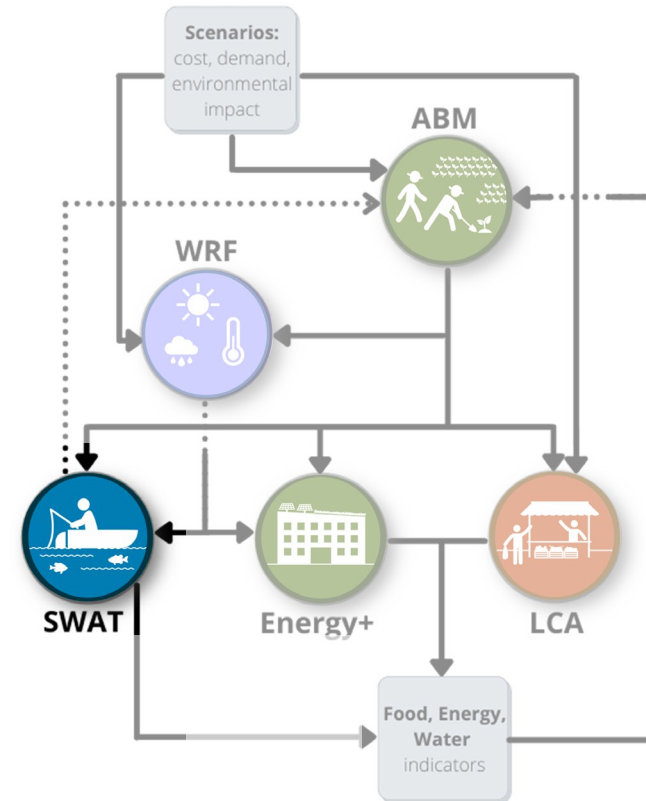 Scenarios:
cost, demand,
environmental
impact
ABM
WRF
SWAT
Energy+
LCA
Food, Energy,
Water
indicators